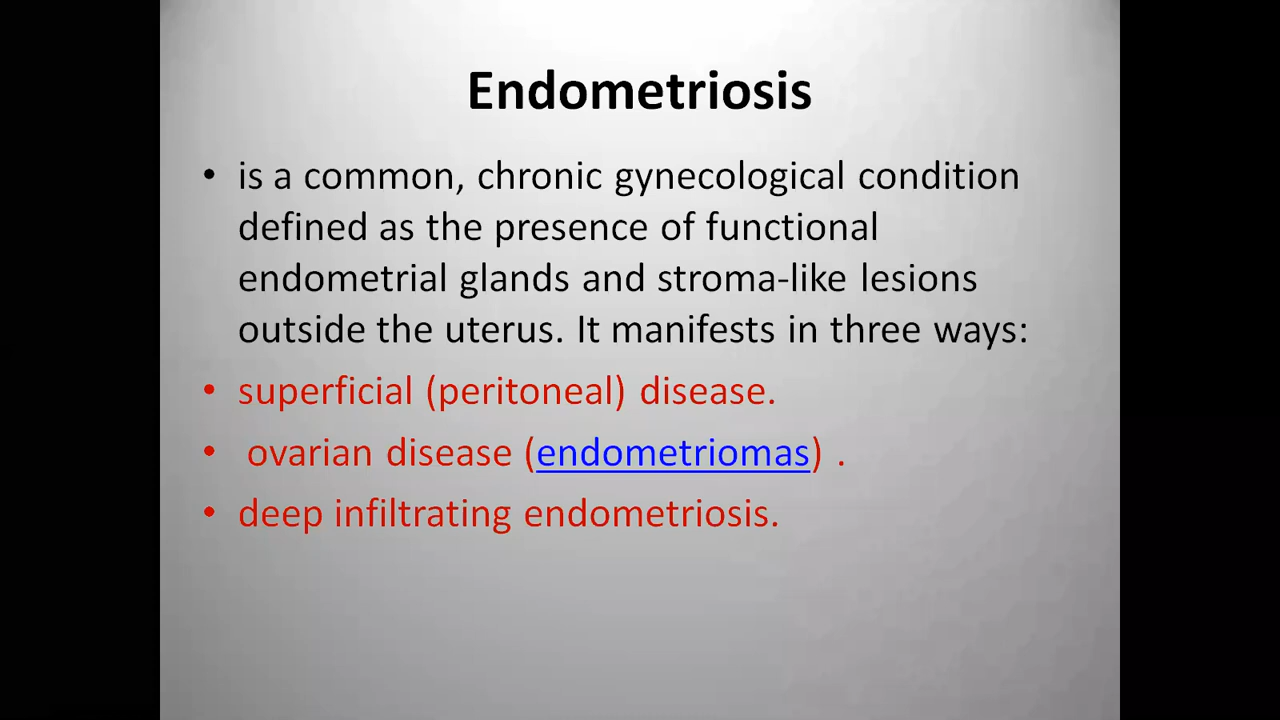 Endometriosis
• is a common, chronic gynecological condition
defined as the presence of functional
endometrial glands and stroma-like lesions
outside the uterus. It manifests in three ways:
• superficial (peritoneal) disease.
• ovarian disease (endometriomas) .
• deep infiltrating endometriosis.